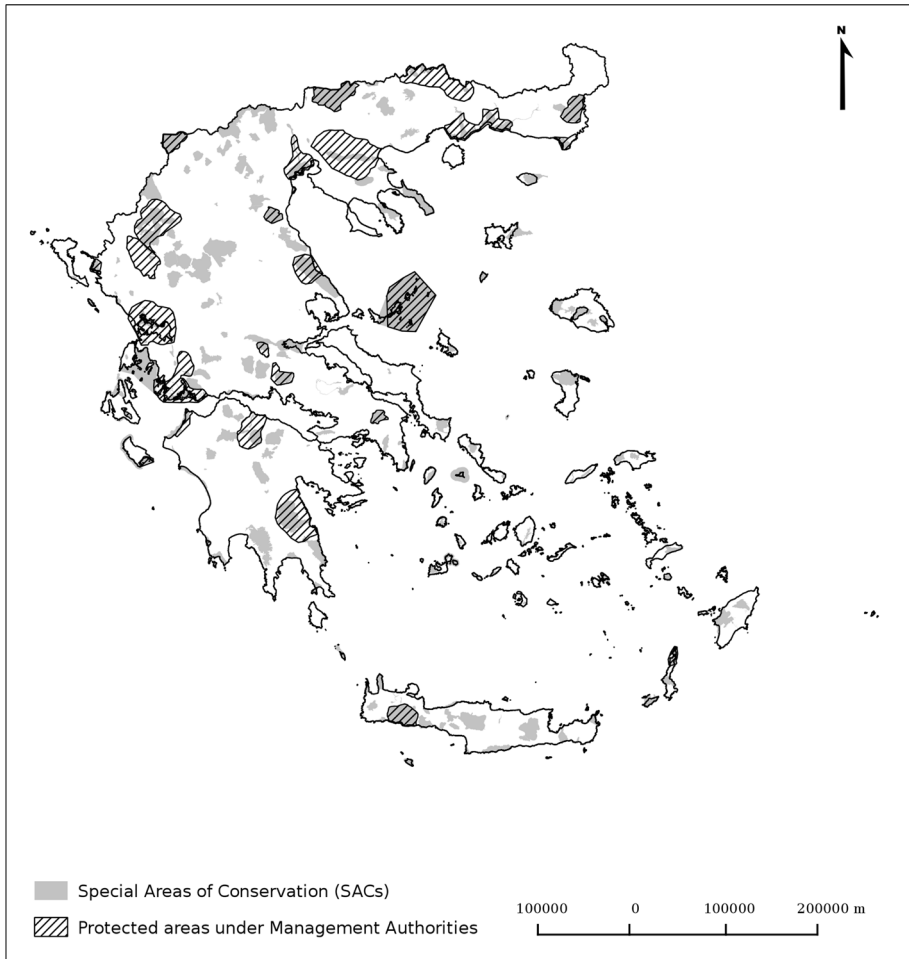 N
Special Areas of Conservation (SACs)
Protected areas under Management Authorities
100000 0 100000 200000 m